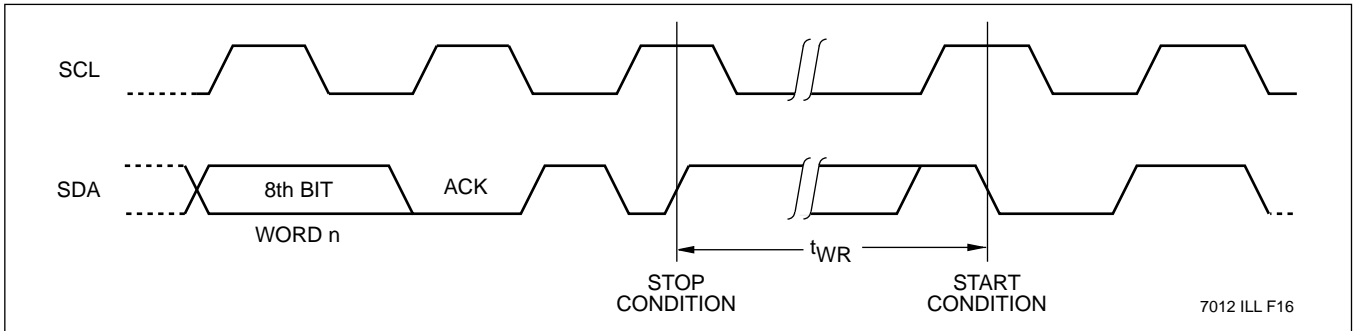 SCL
SDA
8th BIT
ACK
WORD n
tWR
STOP
CONDITION
START
CONDITION
7012 ILL F16